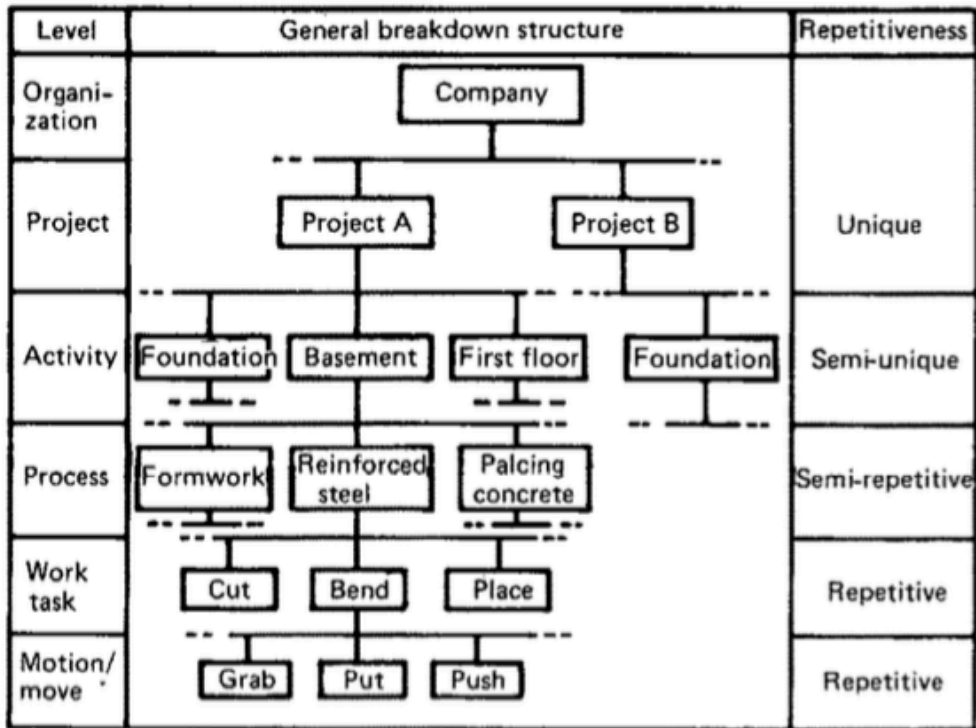 Level General breakdown structure Repetitiveness
Organi-
zation
Company
Project
Project A Project B
Unique
Activity
Foundation Basement First floor Foundation
Semi-unique
Process
Formwork
Reinforced
steel
Palcing
concrete
Semi-repetitive
Work
task
Cut Bend Place
Repetitive
Motion/
move
Grab Put Push
Repetitive